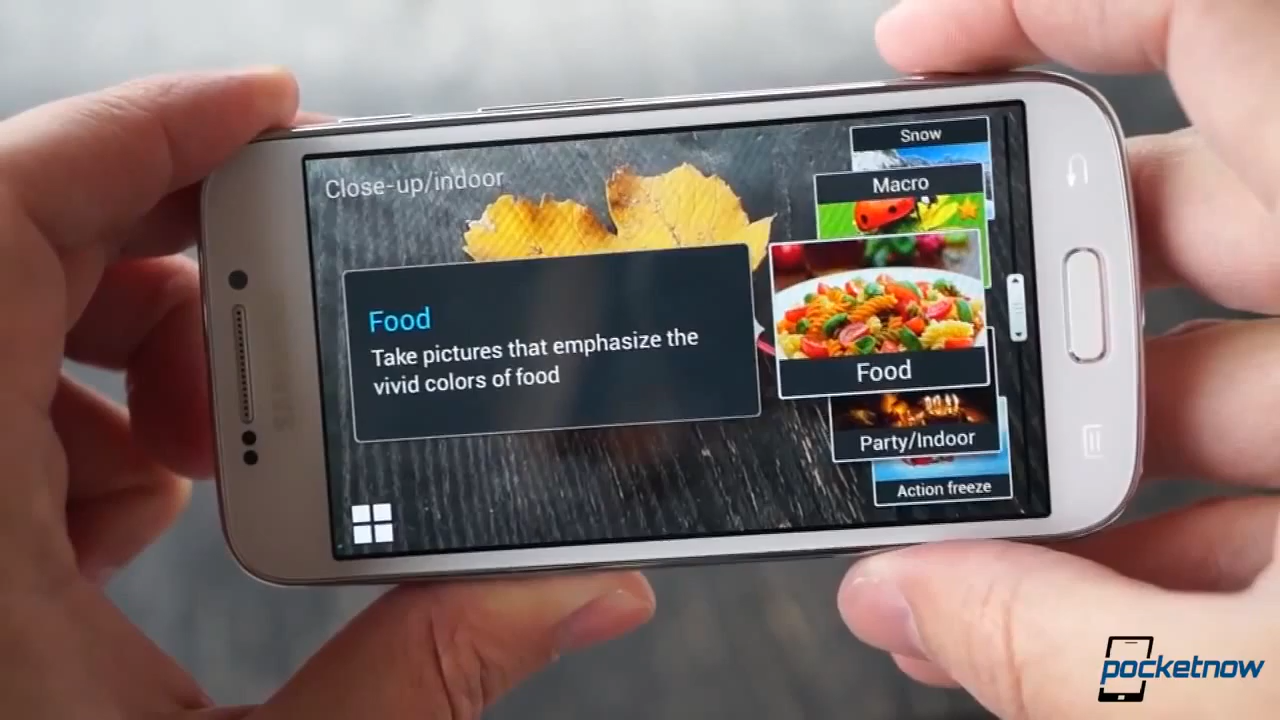 Close-up/indoor
Snow
Macro
Food
Take pictures that emphasize the
vivid colors of food
Food
Party/Indoor
Action freeze
SAMSUNG
pocketnow